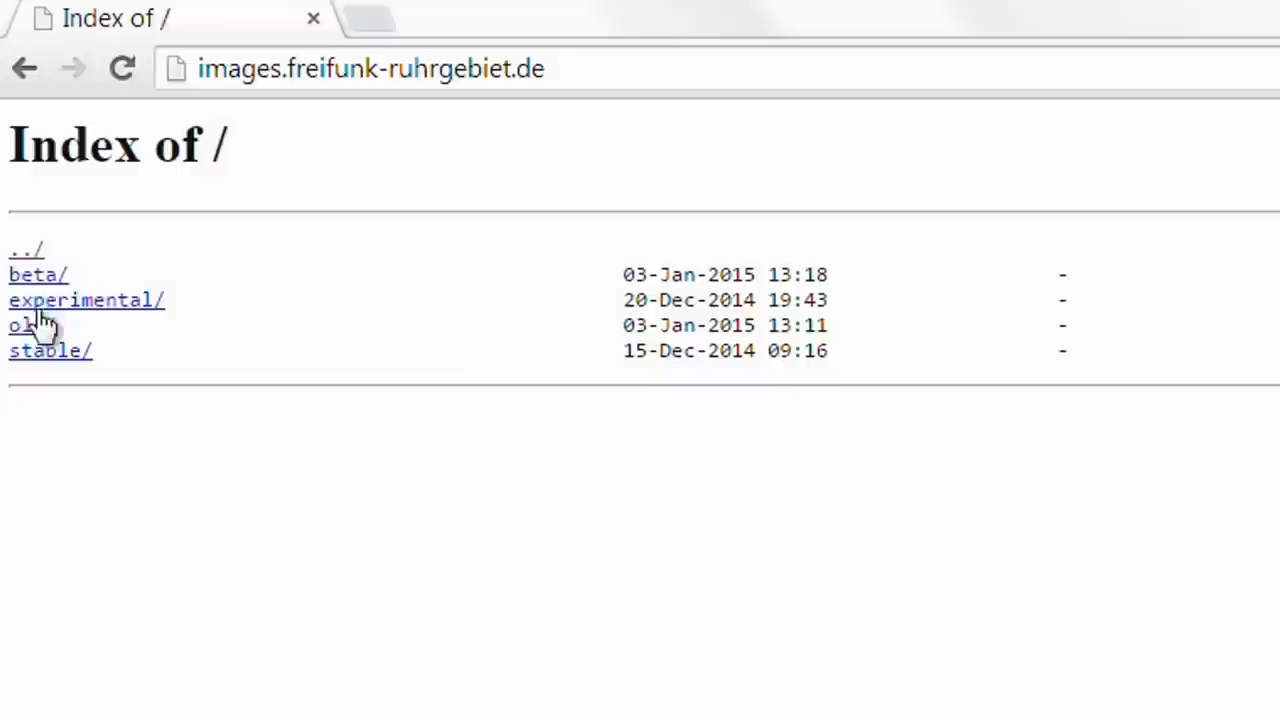 Index of /
images.freifunk-ruhrgebiet.de
Index of /
../
beta/ 03-Jan-2015 13:18 -
experimental/ 20-Dec-2014 19:43 -
03-Jan-2015 13:11 -
stable/ 15-Dec-2014 09:16 -